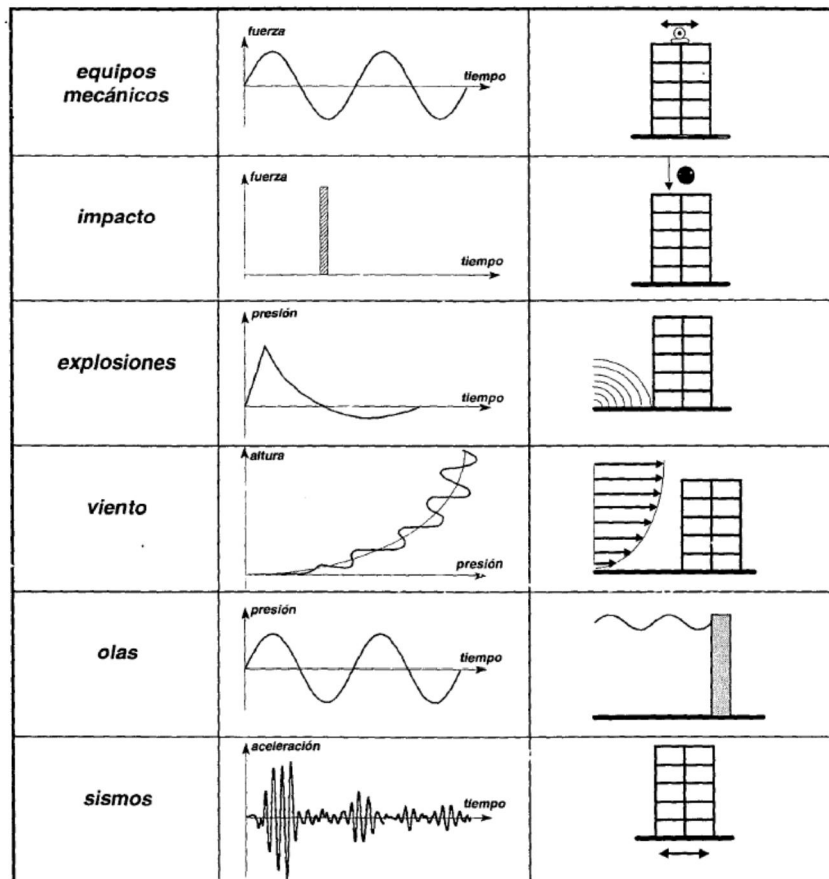 equipos
mecánicos
fuerza
tiempo
impacto
fuerza
tiempo
explosiones
presión
tiempo
viento
altura
presión
olas
presión
tiempo
sismos
aceleración
tiempo